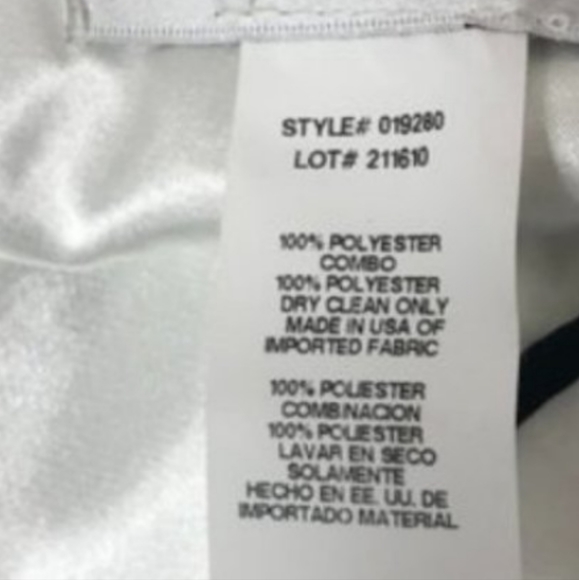 STYLE# 019280
LOT# 211610
100% POLYESTER
COMBO
100% POLYESTER
DRY CLEAN ONLY
MADE IN USA OF
IMPORTED FABRIC
100% POLIESTER
COMBINACION
100% POLIESTER
LAVAR EN SECO
SOLAMENTE
HECHO EN EE. UU. DE
IMPORTADO MATERIAL